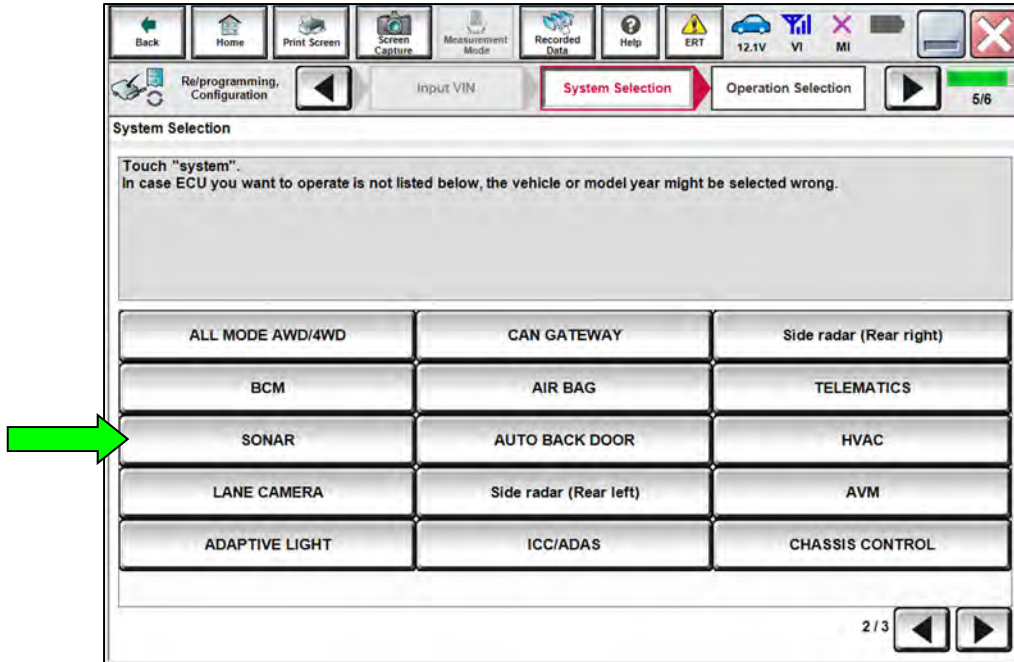 Back
Home
Print Screen
Screen
Capture
Measurement
Mode
Recorded
Data
Help
ERT
12.1V
VI
MI
Re/programming,
Configuration
Input VIN
System Selection
Operation Selection
5/6
System Selection
Touch "system".
In case ECU you want to operate is not listed below, the vehicle or model year might be selected wrong.
ALL MODE AWD/4WD
CAN GATEWAY
Side radar (Rear right)
BCM
AIR BAG
TELEMATICS
SONAR
AUTO BACK DOOR
HVAC
LANE CAMERA
Side radar (Rear left)
AVM
ADAPTIVE LIGHT
ICC/ADAS
CHASSIS CONTROL
2 / 3